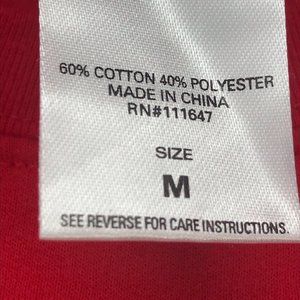 60% COTTON 40% POLYESTER
MADE IN CHINA
RN#111647
SIZE
M
SEE REVERSE FOR CARE INSTRUCTIONS.